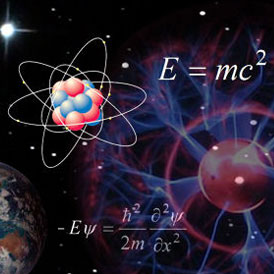 E = mc²
- Eψ = ħ²/2m ∂²ψ/∂x²